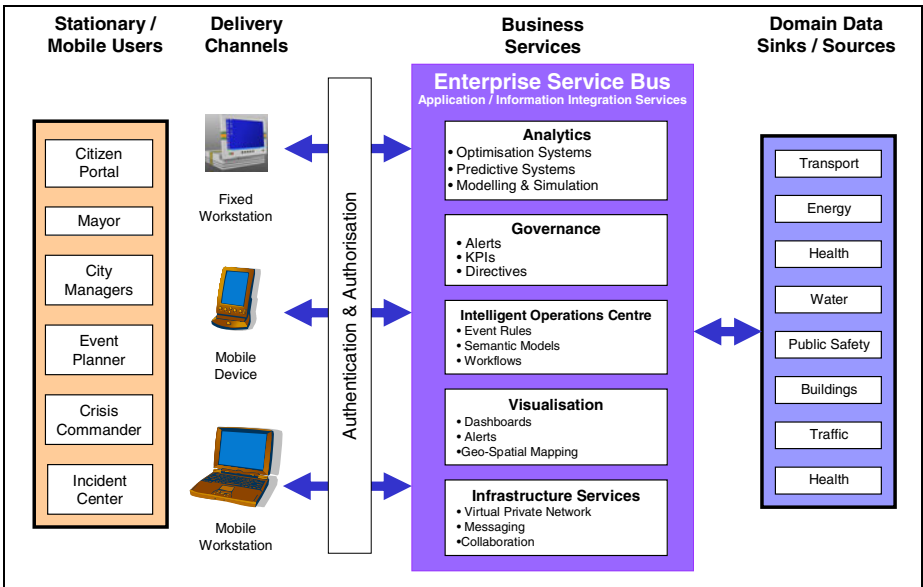 Stationary /
Mobile Users
Delivery
Channels
Business
Services
Domain Data
Sinks / Sources
Citizen
Portal
Mayor
City
Managers
Event
Planner
Crisis
Commander
Incident
Center
Fixed
Workstation
Mobile
Device
Mobile
Workstation
Authentication & Authorisation
Enterprise Service Bus
Application / Information Integration Services
Analytics
• Optimisation Systems
• Predictive Systems
• Modelling & Simulation
Governance
• Alerts
• KPIs
• Directives
Intelligent Operations Centre
• Event Rules
• Semantic Models
• Workflows
Visualisation
• Dashboards
• Alerts
•Geo-Spatial Mapping
Infrastructure Services
• Virtual Private Network
• Messaging
•Collaboration
Transport
Energy
Health
Water
Public Safety
Buildings
Traffic
Health